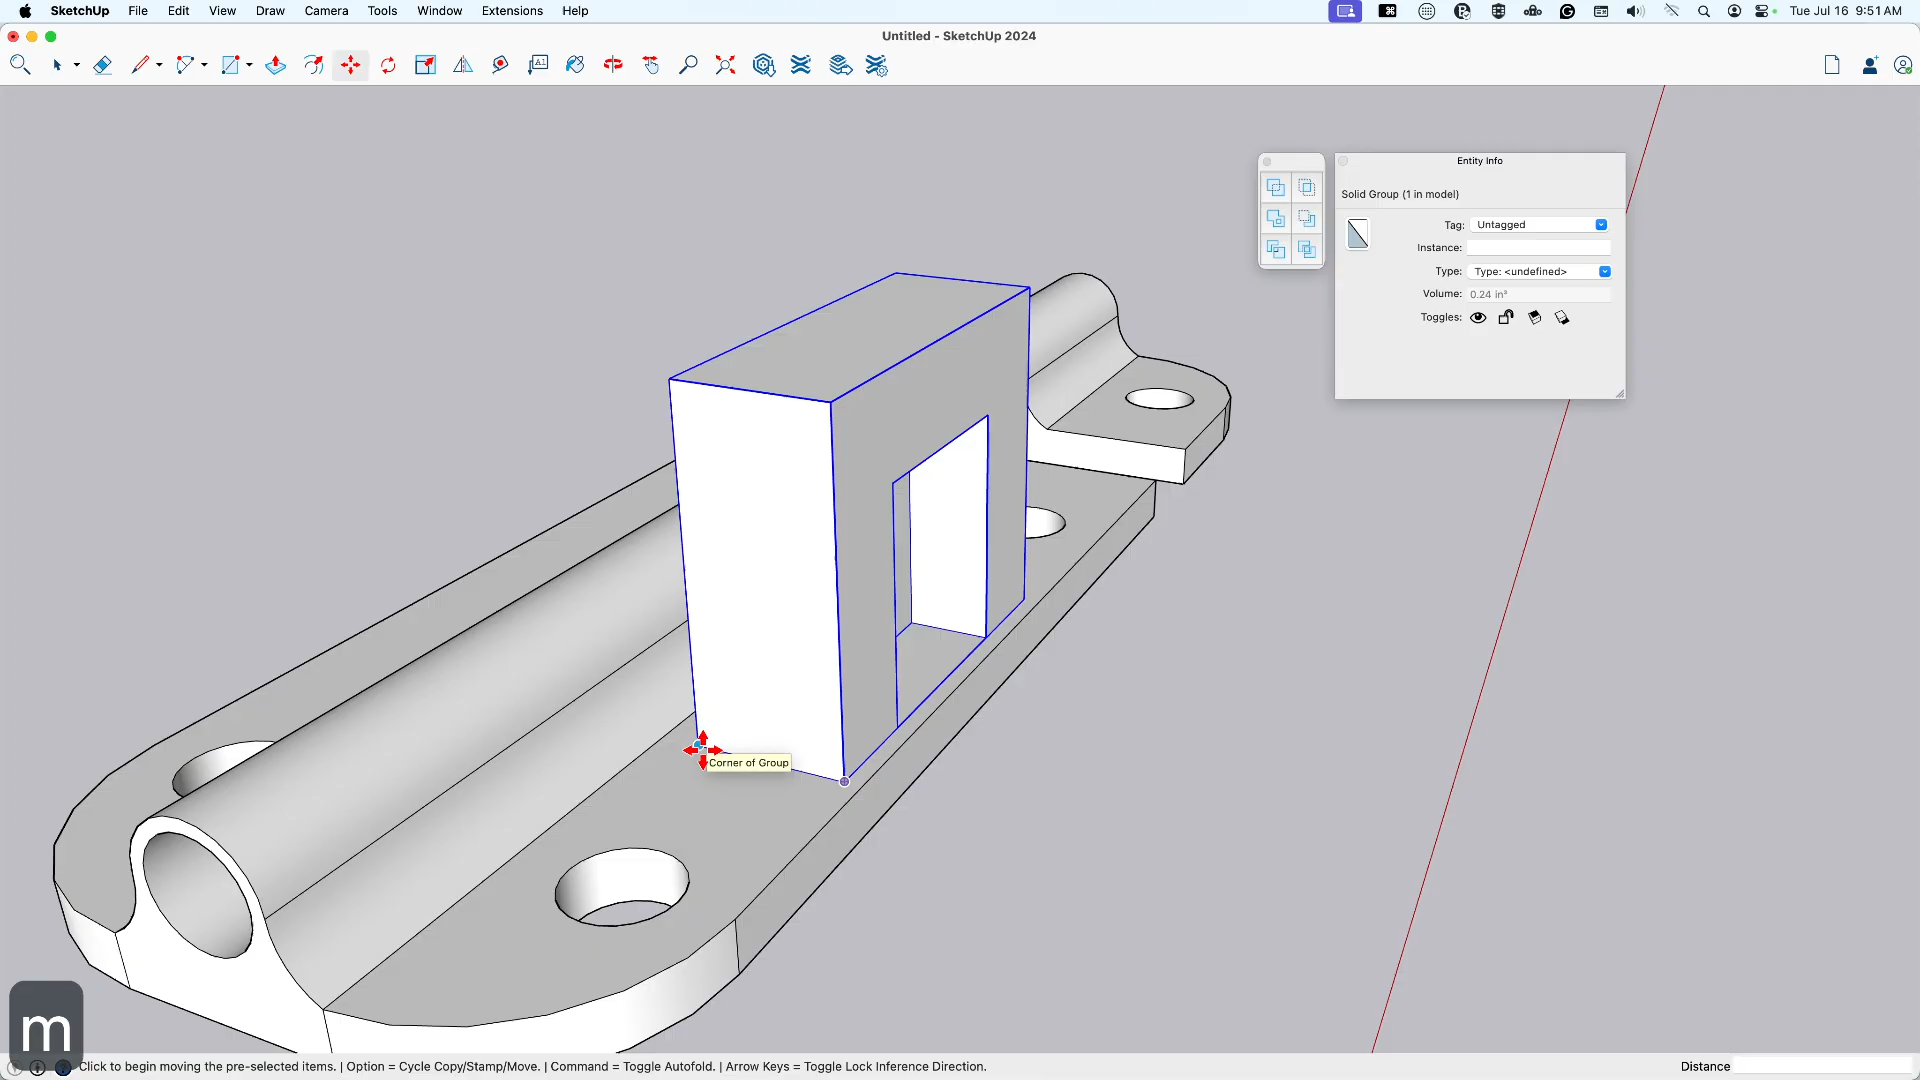 SketchUp File Edit View Draw Camera Tools Window Extensions Help Tue Jul 16 9:51 AM
Untitled - SketchUp 2024
A1
Entity Info
Solid Group (1 in model)
Tag: Untagged
Instance:
Type: Type: <undefined>
Volume: 0.24 in³
Toggles:
Corner of Group
m
Click to begin moving the pre-selected items. | Option = Cycle Copy/Stamp/Move. | Command = Toggle Autofold. | Arrow Keys = Toggle Lock Inference Direction. Distance